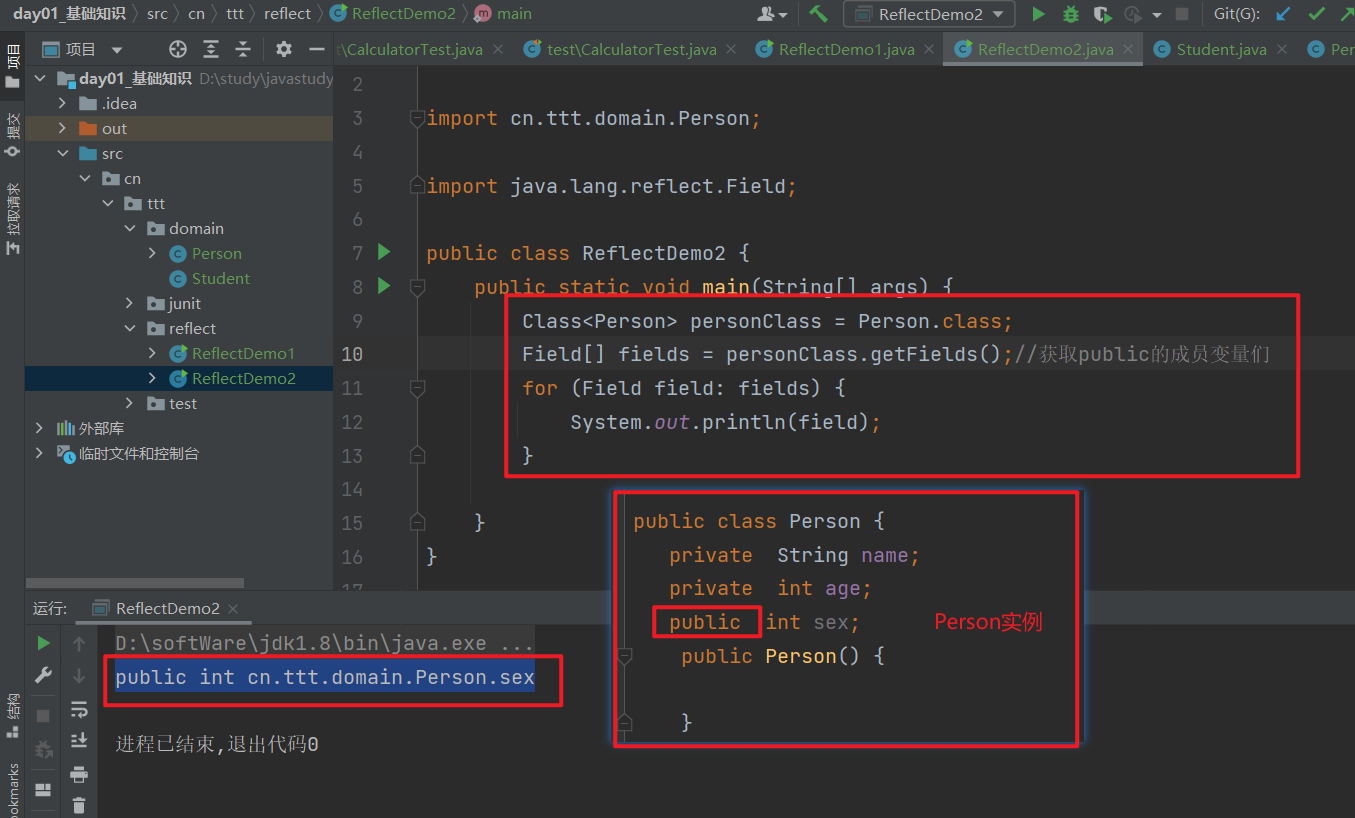 day01_基础知识 src cn ttt reflect ReflectDemo2 main
ReflectDemo2 Git(G):
项目
t\CalculatorTest.java test\CalculatorTest.java ReflectDemo1.java ReflectDemo2.java Student.java Per
项目
提交
拉取请求
结构
ookmarks
day01_基础知识 D:\study\javastudy
.idea
out
src
cn
ttt
domain
Person
Student
junit
reflect
ReflectDemo1
ReflectDemo2
test
外部库
临时文件和控制台
2
3 import cn.ttt.domain.Person;
4
5 import java.lang.reflect.Field;
6
7 public class ReflectDemo2 {
8 public static void main(String[] args) {
9 Class<Person> personClass = Person.class;
10 Field[] fields = personClass.getFields();//获取public的成员变量们
11 for (Field field: fields) {
12 System.out.println(field);
13 }
14
15 }
16 }
17
public class Person {
private String name;
private int age;
public int sex; Person实例
public Person() {
}
运行: ReflectDemo2
D:\softWare\jdk1.8\bin\java.exe ...
public int cn.ttt.domain.Person.sex
进程已结束,退出代码0